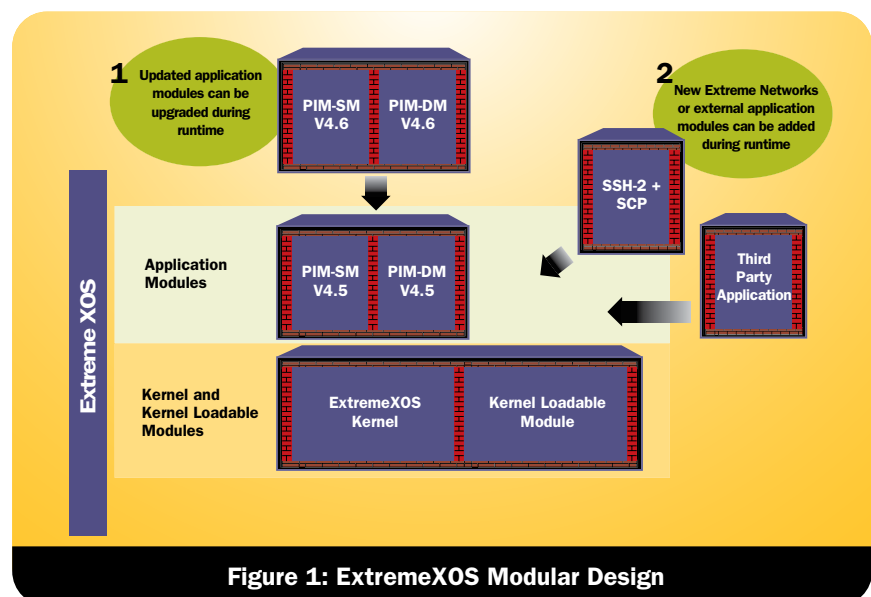 1
Updated application
modules can be
upgraded during
runtime
PIM-SM
V4.6
PIM-DM
V4.6
2
New Extreme Networks
or external application
modules can be added
during runtime
SSH-2 +
SCP
Third
Party
Application
Extreme XOS
Application
Modules
PIM-SM
V4.5
PIM-DM
V4.5
Kernel and
Kernel Loadable
Modules
ExtremeXOS
Kernel
Kernel Loadable
Module
Figure 1: ExtremeXOS Modular Design